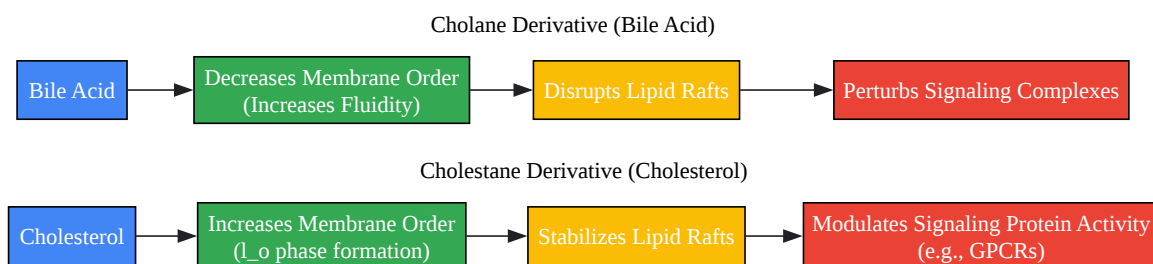 Cholane Derivative (Bile Acid)
Bile Acid
Decreases Membrane Order
(Increases Fluidity)
Disrupts Lipid Rafts
Perturbs Signaling Complexes
Cholestane Derivative (Cholesterol)
Cholesterol
Increases Membrane Order
(l_o phase formation)
Stabilizes Lipid Rafts
Modulates Signaling Protein Activity
(e.g., GPCRs)